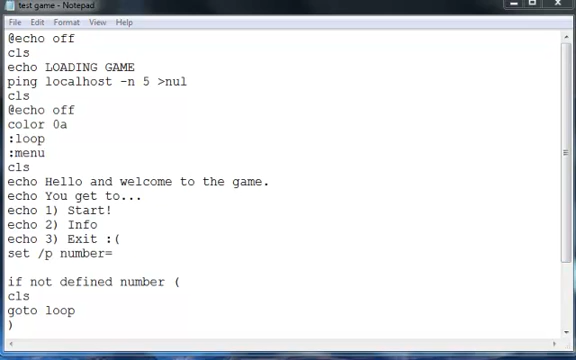 test game - Notepad
File Edit Format View Help
@echo off
cls
echo LOADING GAME
ping localhost -n 5 >nul
cls
@echo off
color 0a
:loop
:menu
cls
echo Hello and welcome to the game.
echo You get to...
echo 1) Start!
echo 2) Info
echo 3) Exit :(
set /p number=
if not defined number (
cls
goto loop
)